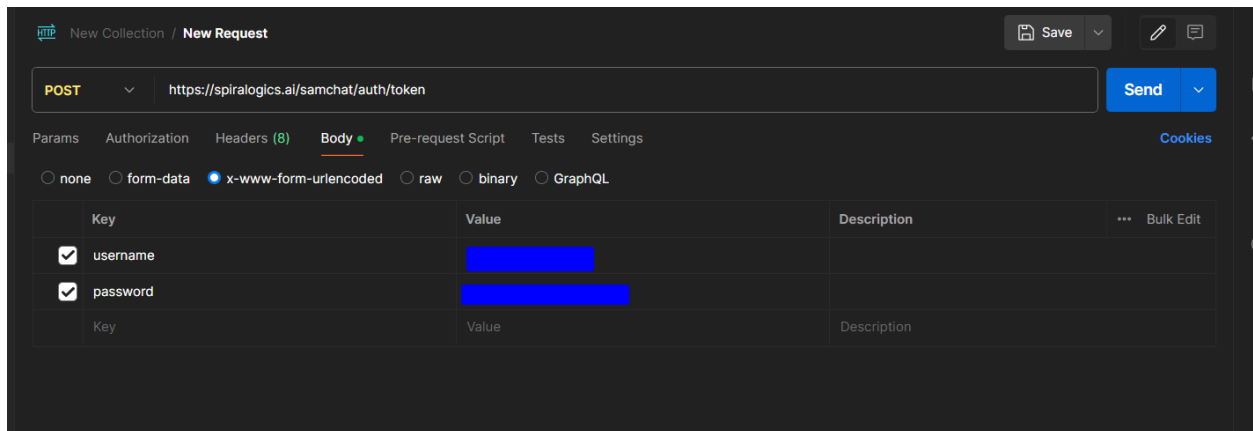 HTTP New Collection / New Request Save
POST https://spiralogics.ai/samchat/auth/token Send
Params Authorization Headers (8) Body Pre-request Script Tests Settings Cookies
none form-data x-www-form-urlencoded raw binary GraphQL
Key Value Description ••• Bulk Edit
username
password
Key Value Description